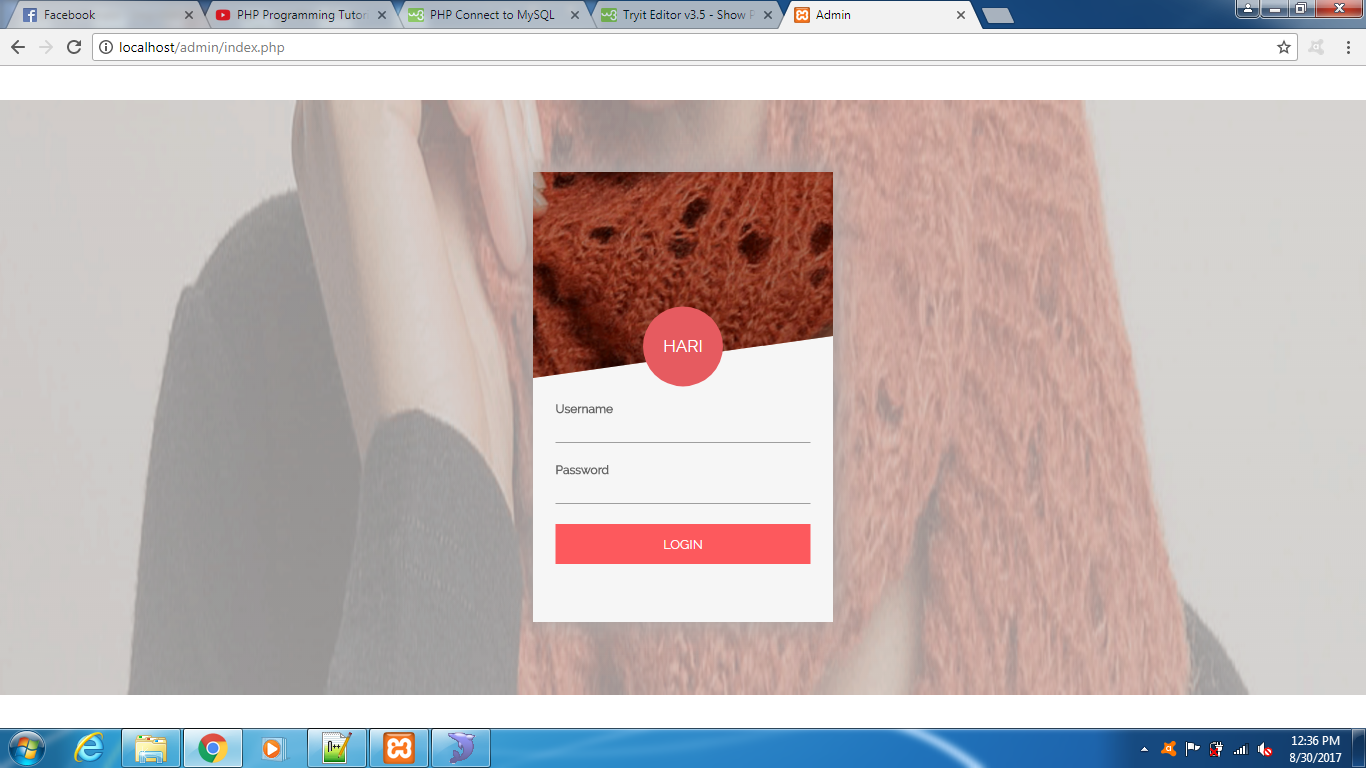 Facebook
PHP Programming Tutor
PHP Connect to MySQL
Tryit Editor v3.5 - Show P
Admin
localhost/admin/index.php
HARI
Username
Password
LOGIN
12:36 PM
8/30/2017